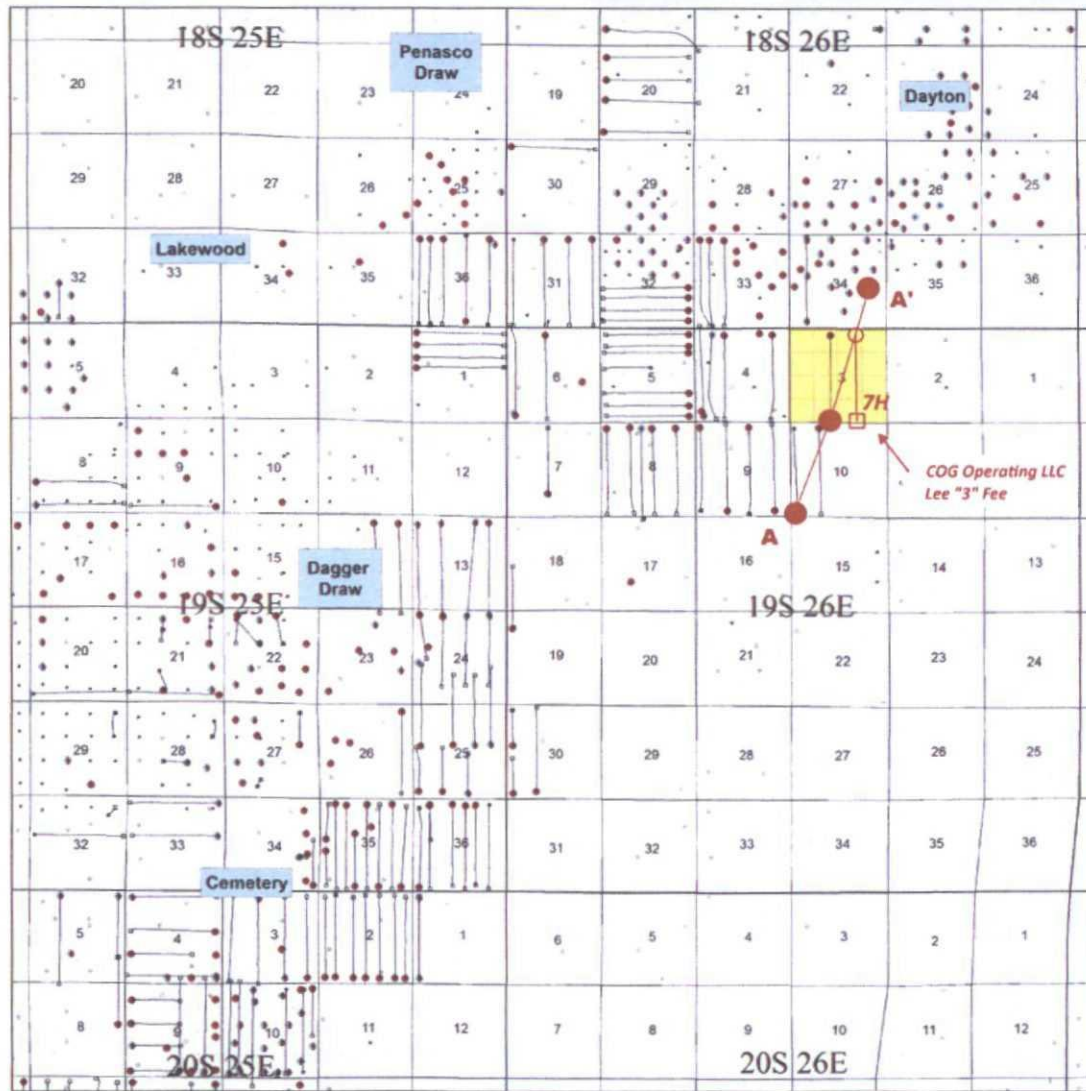 18S 25E
18S 26E
Penasco
Draw
Dayton
20 21 22 23 24 19 20 21 22 24
29 28 27 26 25 30 29 28 27 26 25
Lakewood
32 33 34 35 36 31 32 33 34 35 36
A'
5 4 3 2 1 6 5 4 3 2 1
7H
8 9 10 11 12 7 8 9 10
COG Operating LLC
Lee "3" Fee
A
17 16 15 13 18 17 16 15 14 13
Dagger
Draw
19S 25E
19S 26E
20 21 22 23 24 19 20 21 22 23 24
29 28 27 26 25 30 29 28 27 26 25
32 33 34 35 36 31 32 33 34 35 36
Cemetery
5 4 3 2 1 6 5 4 3 2 1
8 9 10 11 12 7 8 9 10 11 12
20S 25E
20S 26E